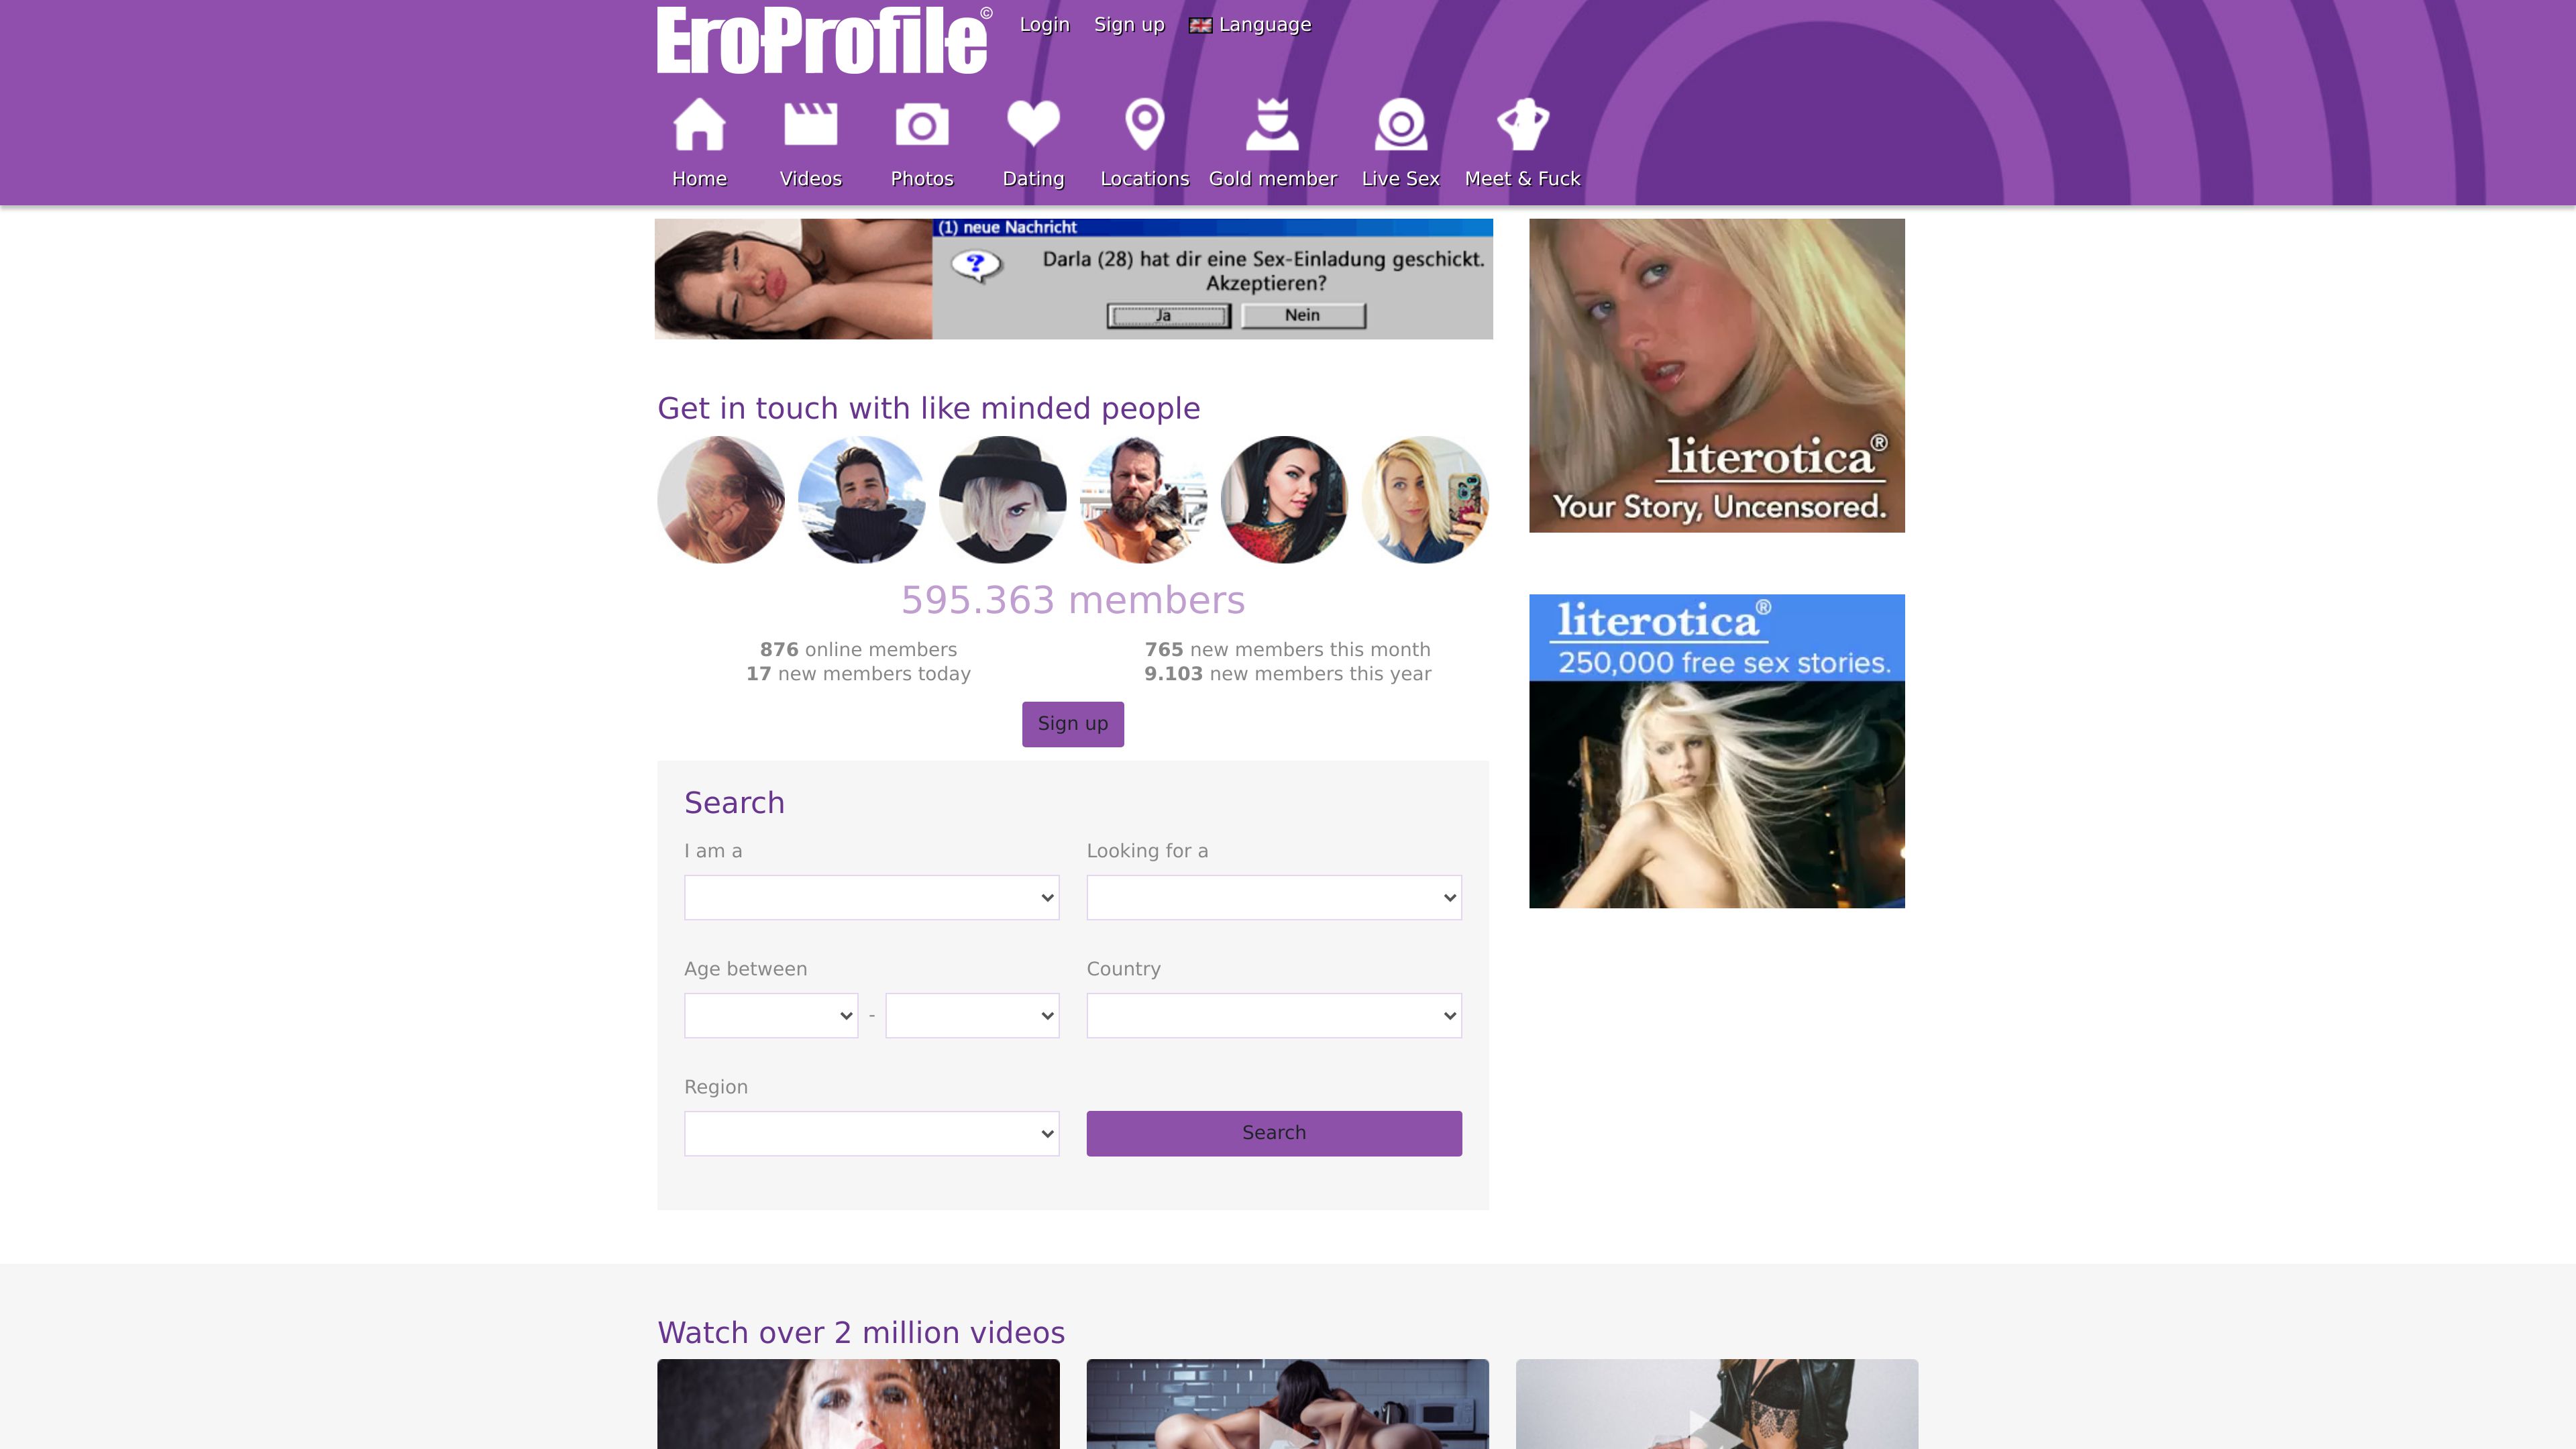 EroProfile©
Login Sign up Language
Home Videos Photos Dating Locations Gold member Live Sex Meet & Fuck
(1) neue Nachricht
Darla (28) hat dir eine Sex-Einladung geschickt.
Akzeptieren?
Ja Nein
literotica®
Your Story, Uncensored.
Get in touch with like minded people
595.363 members
876 online members
17 new members today
765 new members this month
9.103 new members this year
Sign up
literotica®
250,000 free sex stories.
Search
I am a
Looking for a
Age between
-
Country
Region
Search
Watch over 2 million videos